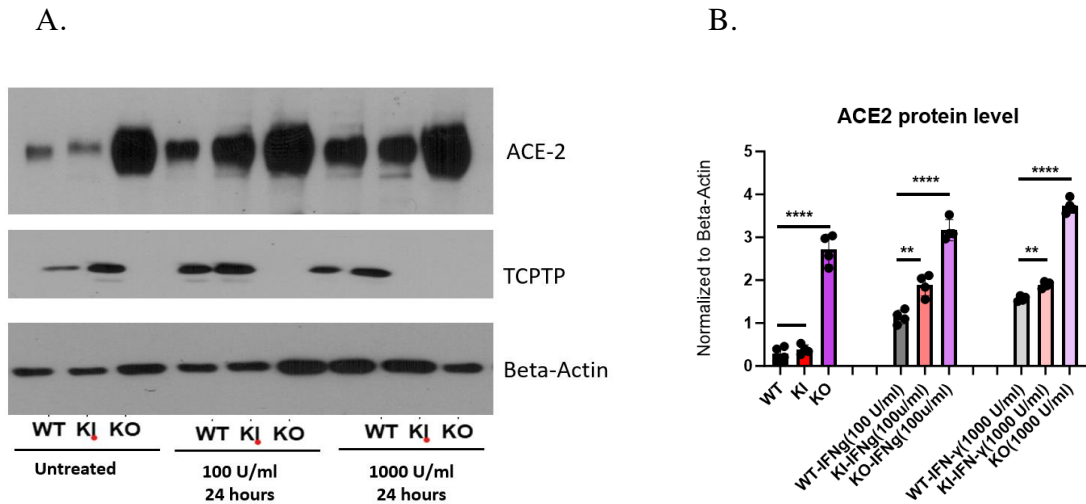 A.
ACE-2
TCPTP
Beta-Actin
WT KI KO WT KI KO WT KI KO
Untreated
100 U/ml
24 hours
1000 U/ml
24 hours
B.
ACE2 protein level
Normalized to Beta-Actin
5
4
3
2
1
0
****
****
**
****
**
WT
KI
KO
WT-IFNg(100 U/ml)
KI-IFNg(100u/ml)
KO-IFNg(100u/ml)
WT-IFN-γ(1000 U/ml)
KI-IFN-γ(1000 U/ml)
KO(1000 U/ml)